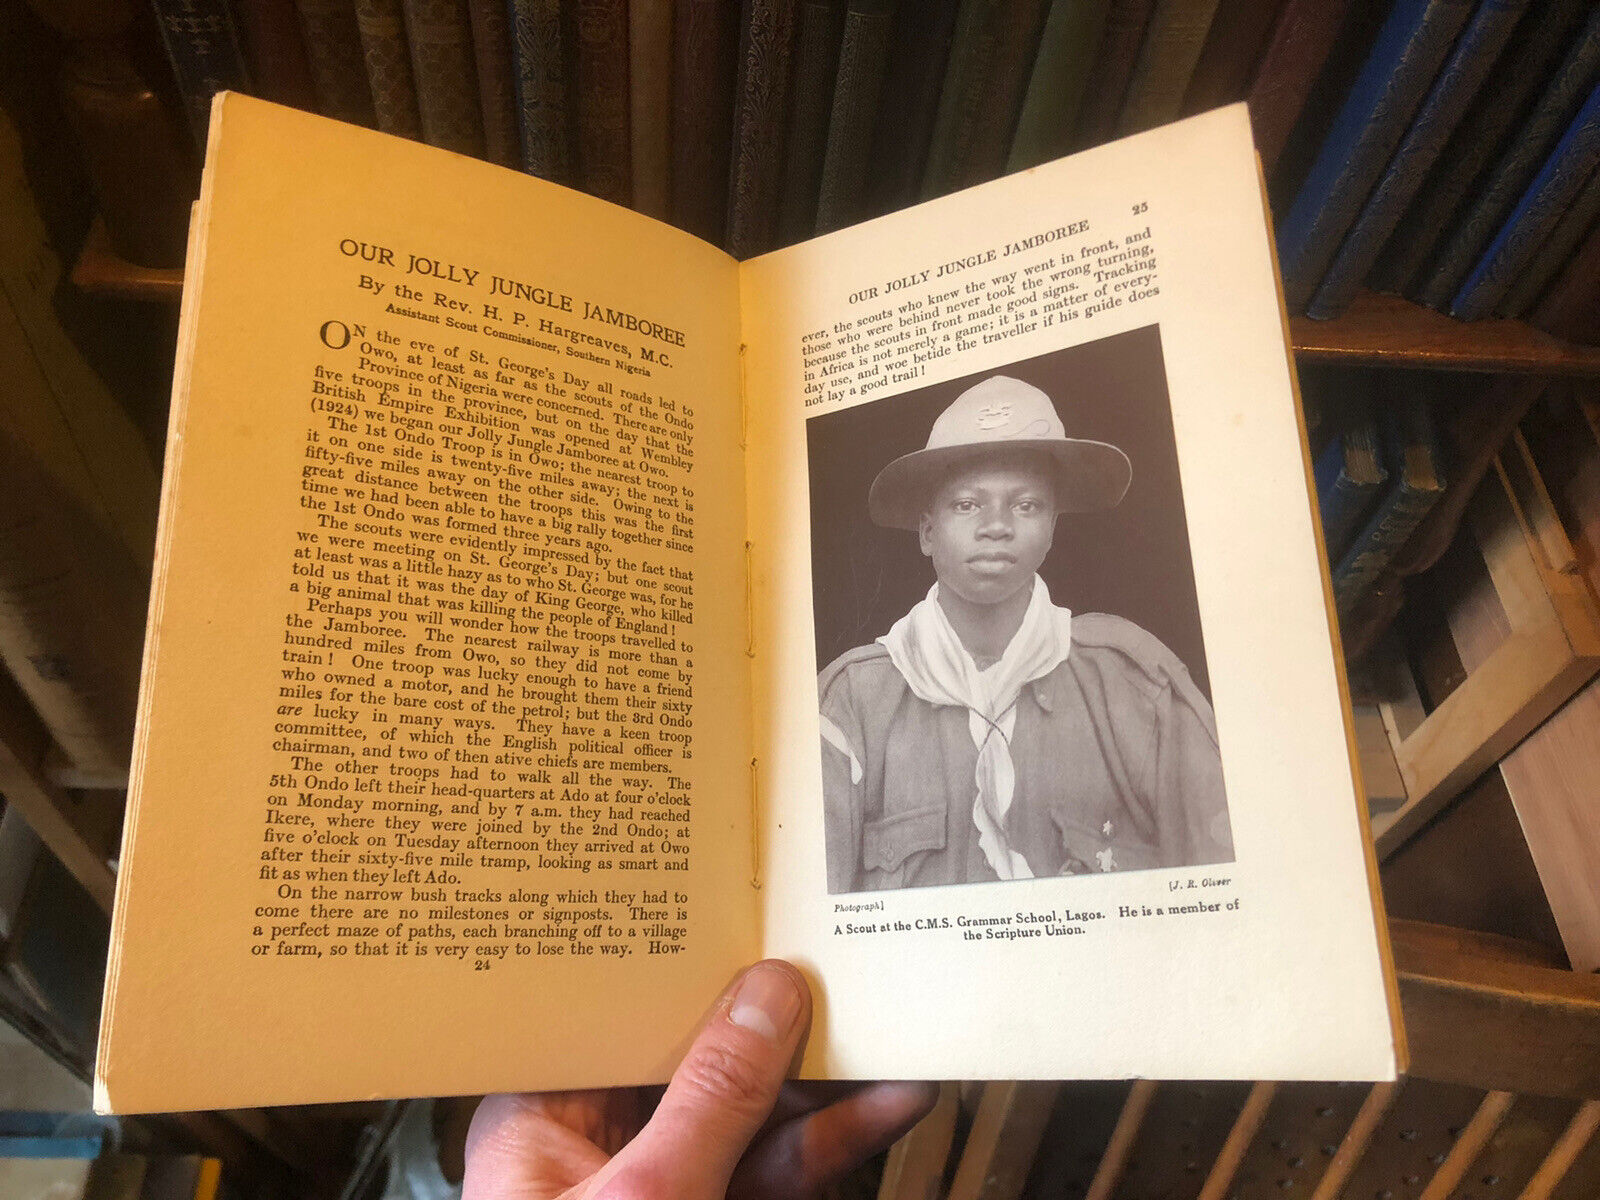 OUR JOLLY JUNGLE JAMBOREE
By the Rev. H. P. Hargreaves, M.C.
Assistant Scout Commissioner, Southern Nigeria
ON the eve of St. George's Day all roads led to
Owo, at least as far as the scouts of the Ondo
Province of Nigeria were concerned. There are only
five troops in the province, but on the day that the
British Empire Exhibition was opened at Wembley
(1924) we began our Jolly Jungle Jamboree at Owo.
The 1st Ondo Troop is in Owo; the nearest troop to
it on one side is twenty-five miles away; the next is
fifty-five miles away on the other side. Owing to the
great distance between the troops this was the first
time we had been able to have a big rally together since
the 1st Ondo was formed three years ago.
The scouts were evidently impressed by the fact that
we were meeting on St. George's Day; but one scout
at least was a little hazy as to who St. George was, for he
told us that it was the day of King George, who killed
a big animal that was killing the people of England!
Perhaps you will wonder how the troops travelled to
the Jamboree. The nearest railway is more than a
hundred miles from Owo, so they did not come by
train! One troop was lucky enough to have a friend
who owned a motor, and he brought them their sixty
miles for the bare cost of the petrol; but the 3rd Ondo
are lucky in many ways. They have a keen troop
committee, of which the English political officer is
chairman, and two of then ative chiefs are members.
The other troops had to walk all the way. The
5th Ondo left their head-quarters at Ado at four o'clock
on Monday morning, and by 7 a.m. they had reached
Ikere, where they were joined by the 2nd Ondo; at
five o'clock on Tuesday afternoon they arrived at Owo
after their sixty-five mile tramp, looking as smart and
fit as when they left Ado.
On the narrow bush tracks along which they had to
come there are no milestones or signposts. There is
a perfect maze of paths, each branching off to a village
or farm, so that it is very easy to lose the way. How-
24
OUR JOLLY JUNGLE JAMBOREE 25
ever, the scouts who knew the way went in front, and
those who were behind never took the wrong turning,
because the scouts in front made good signs. Tracking
in Africa is not merely a game; it is a matter of every-
day use, and woe betide the traveller if his guide does
not lay a good trail!
Photograph] [J. R. Oliver
A Scout at the C.M.S. Grammar School, Lagos. He is a member of
the Scripture Union.